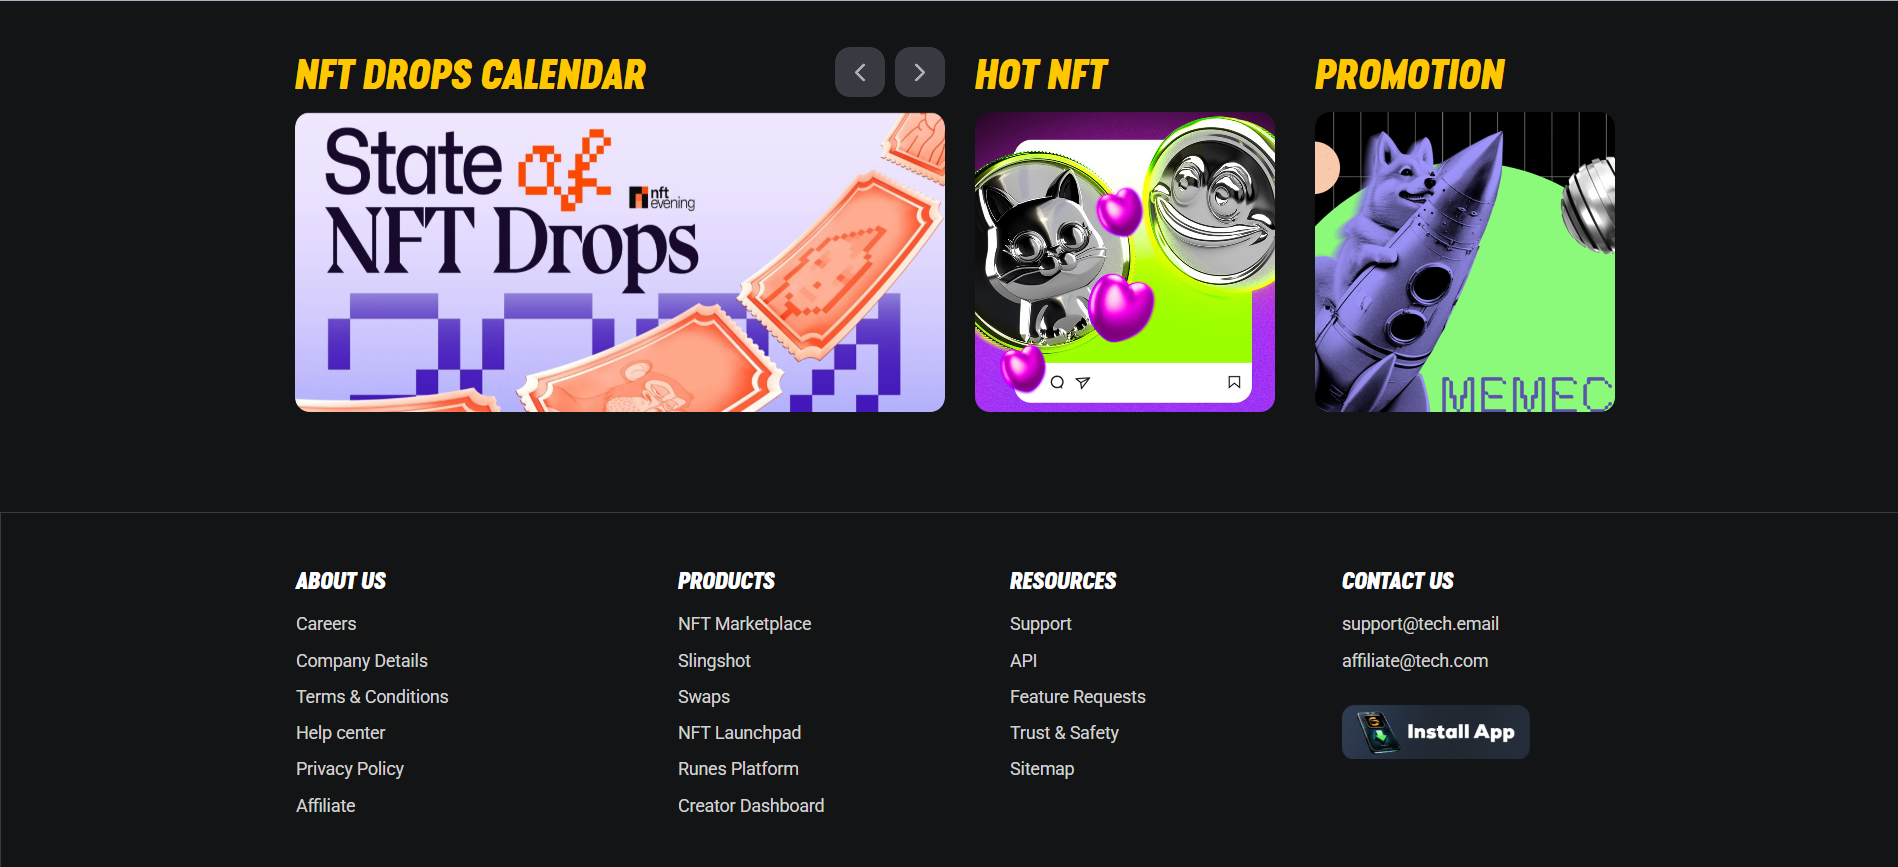 NFT DROPS CALENDAR
HOT NFT
PROMOTION
State of
nft
evening
NFT Drops
ABOUT US
Careers
Company Details
Terms & Conditions
Help center
Privacy Policy
Affiliate
PRODUCTS
NFT Marketplace
Slingshot
Swaps
NFT Launchpad
Runes Platform
Creator Dashboard
RESOURCES
Support
API
Feature Requests
Trust & Safety
Sitemap
CONTACT US
support@tech.email
affiliate@tech.com
Install App
MEMEC